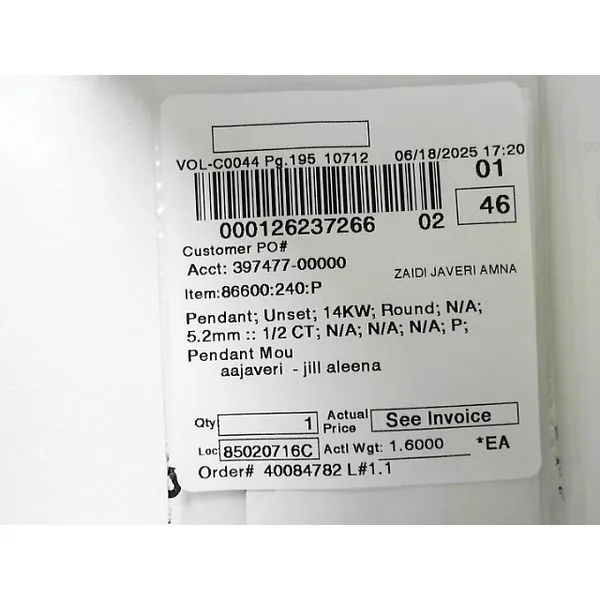 VOL-C0044 Pg.195 10712 06/18/2025 17:20
01
000126237266 02 46
Customer PO#
Acct: 397477-00000
ZAIDI JAVERI AMNA
Item:86600:240:P
Pendant; Unset; 14KW; Round; N/A;
5.2mm :: 1/2 CT; N/A; N/A; N/A; P;
Pendant Mou
aajaveri - jill aleena
Qty 1 Actual Price See Invoice
Loc 85020716C Actl Wgt: 1.6000 *EA
Order# 40084782 L#1.1